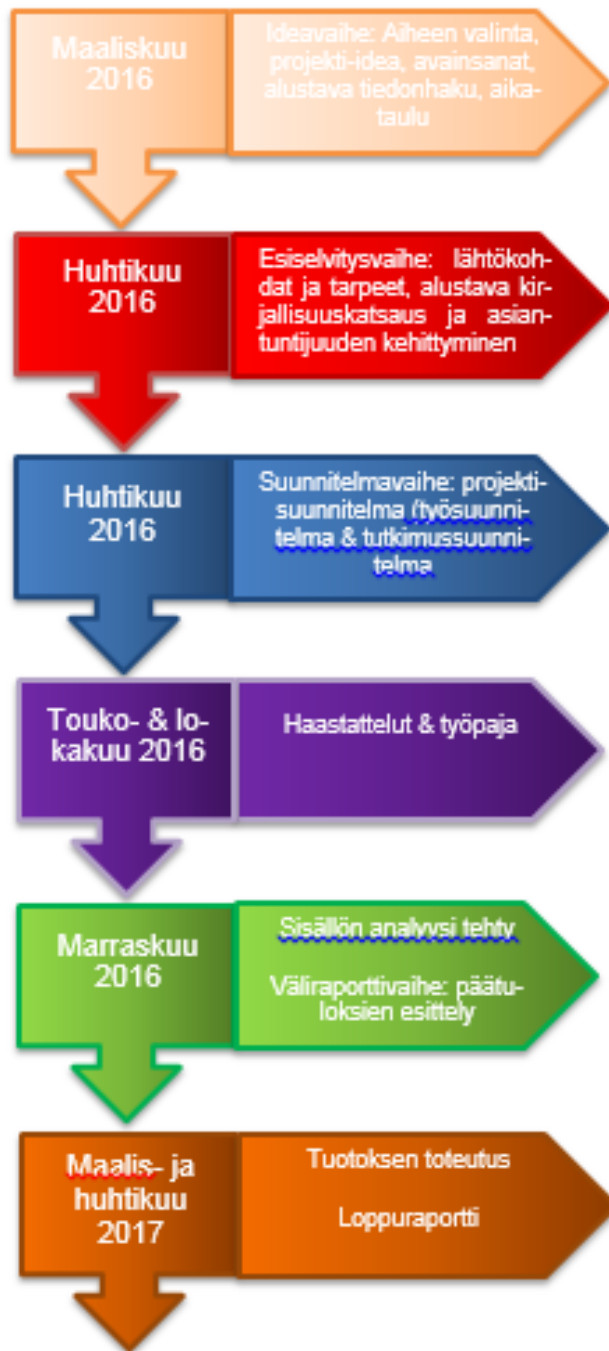 Maaliskuu
2016
Ideavaihe: Aiheen valinta,
projekti-idea, avainsanat,
alustava tiedonhaku, aika-
taulu
Huhtikuu
2016
Esiselvitysvaihe: lähtökoh-
dat ja tarpeet, alustava kir-
jallisuuskatsaus ja asian-
tuntijuuden kehittyminen
Huhtikuu
2016
Suunnitelmavaihe: projekti-
suunnitelma (työsuunni-
telma & tutkimussuunni-
telma
Touko- & lo-
kakuu 2016
Haastattelut & työpaja
Marraskuu
2016
Sisällön analyysi tehty
Väliraporttivaihe: päätu-
loksien esittely
Maalis- ja
huhtikuu
2017
Tuotoksen toteutus
Loppuraportti